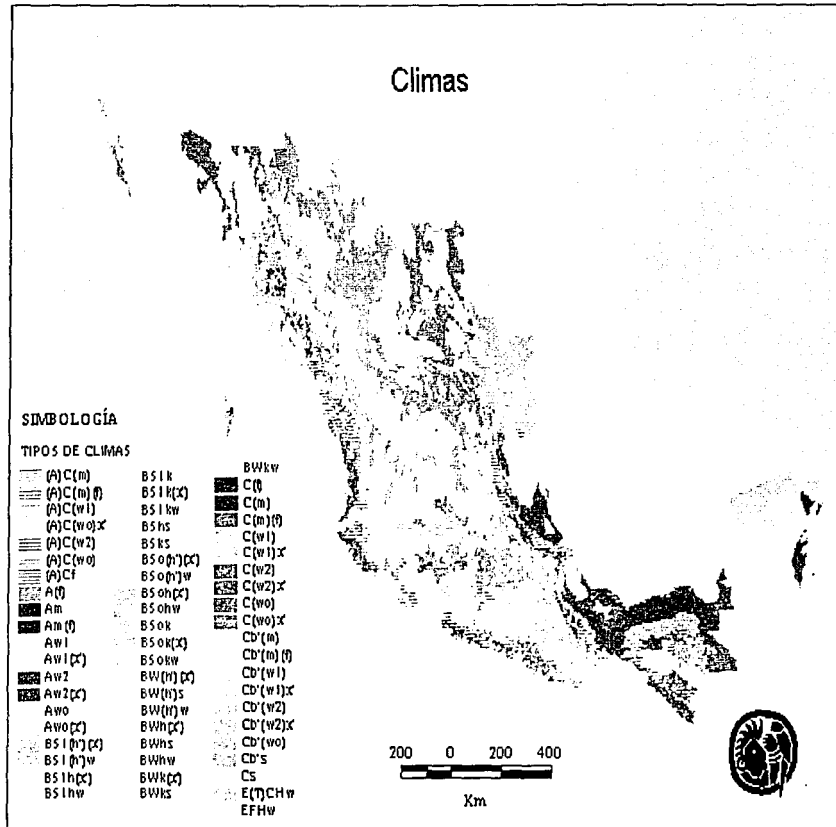 Climas
SIMBOLOGÍA
TIPOS DE CLIMAS
(A)C(m)
(A)C(m)(f)
(A)C(w1)
(A)C(wo)x'
(A)C(w2)
(A)C(wo)
(A)Cf
A(f)
Am
Am(f)
Aw1
Aw1(x')
Aw2
Aw2(x')
Awo
Awo(x')
BS1(h')(x')
BS1(h')w
BS1h(x')
BS1hw
BS1k
BS1k(x')
BS1kw
BShs
BSks
BSo(h')(x')
BSo(h')w
BSoh(x')
BSohw
BSok
BSok(x')
BSokw
BW(h')(x')
BW(h')s
BW(h')w
BWh(x')
BWhs
BWhw
BWk(x')
BWks
BWkw
C(f)
C(m)
C(m)(f)
C(w1)
C(w1)x'
C(w2)
C(w2)x'
C(wo)
C(wo)x'
Cb'(m)
Cb'(m)(f)
Cb'(w1)
Cb'(w1)x'
Cb'(w2)
Cb'(w2)x'
Cb'(wo)
Cb's
Cs
E(T)CHw
EFHw
200 0 200 400
Km